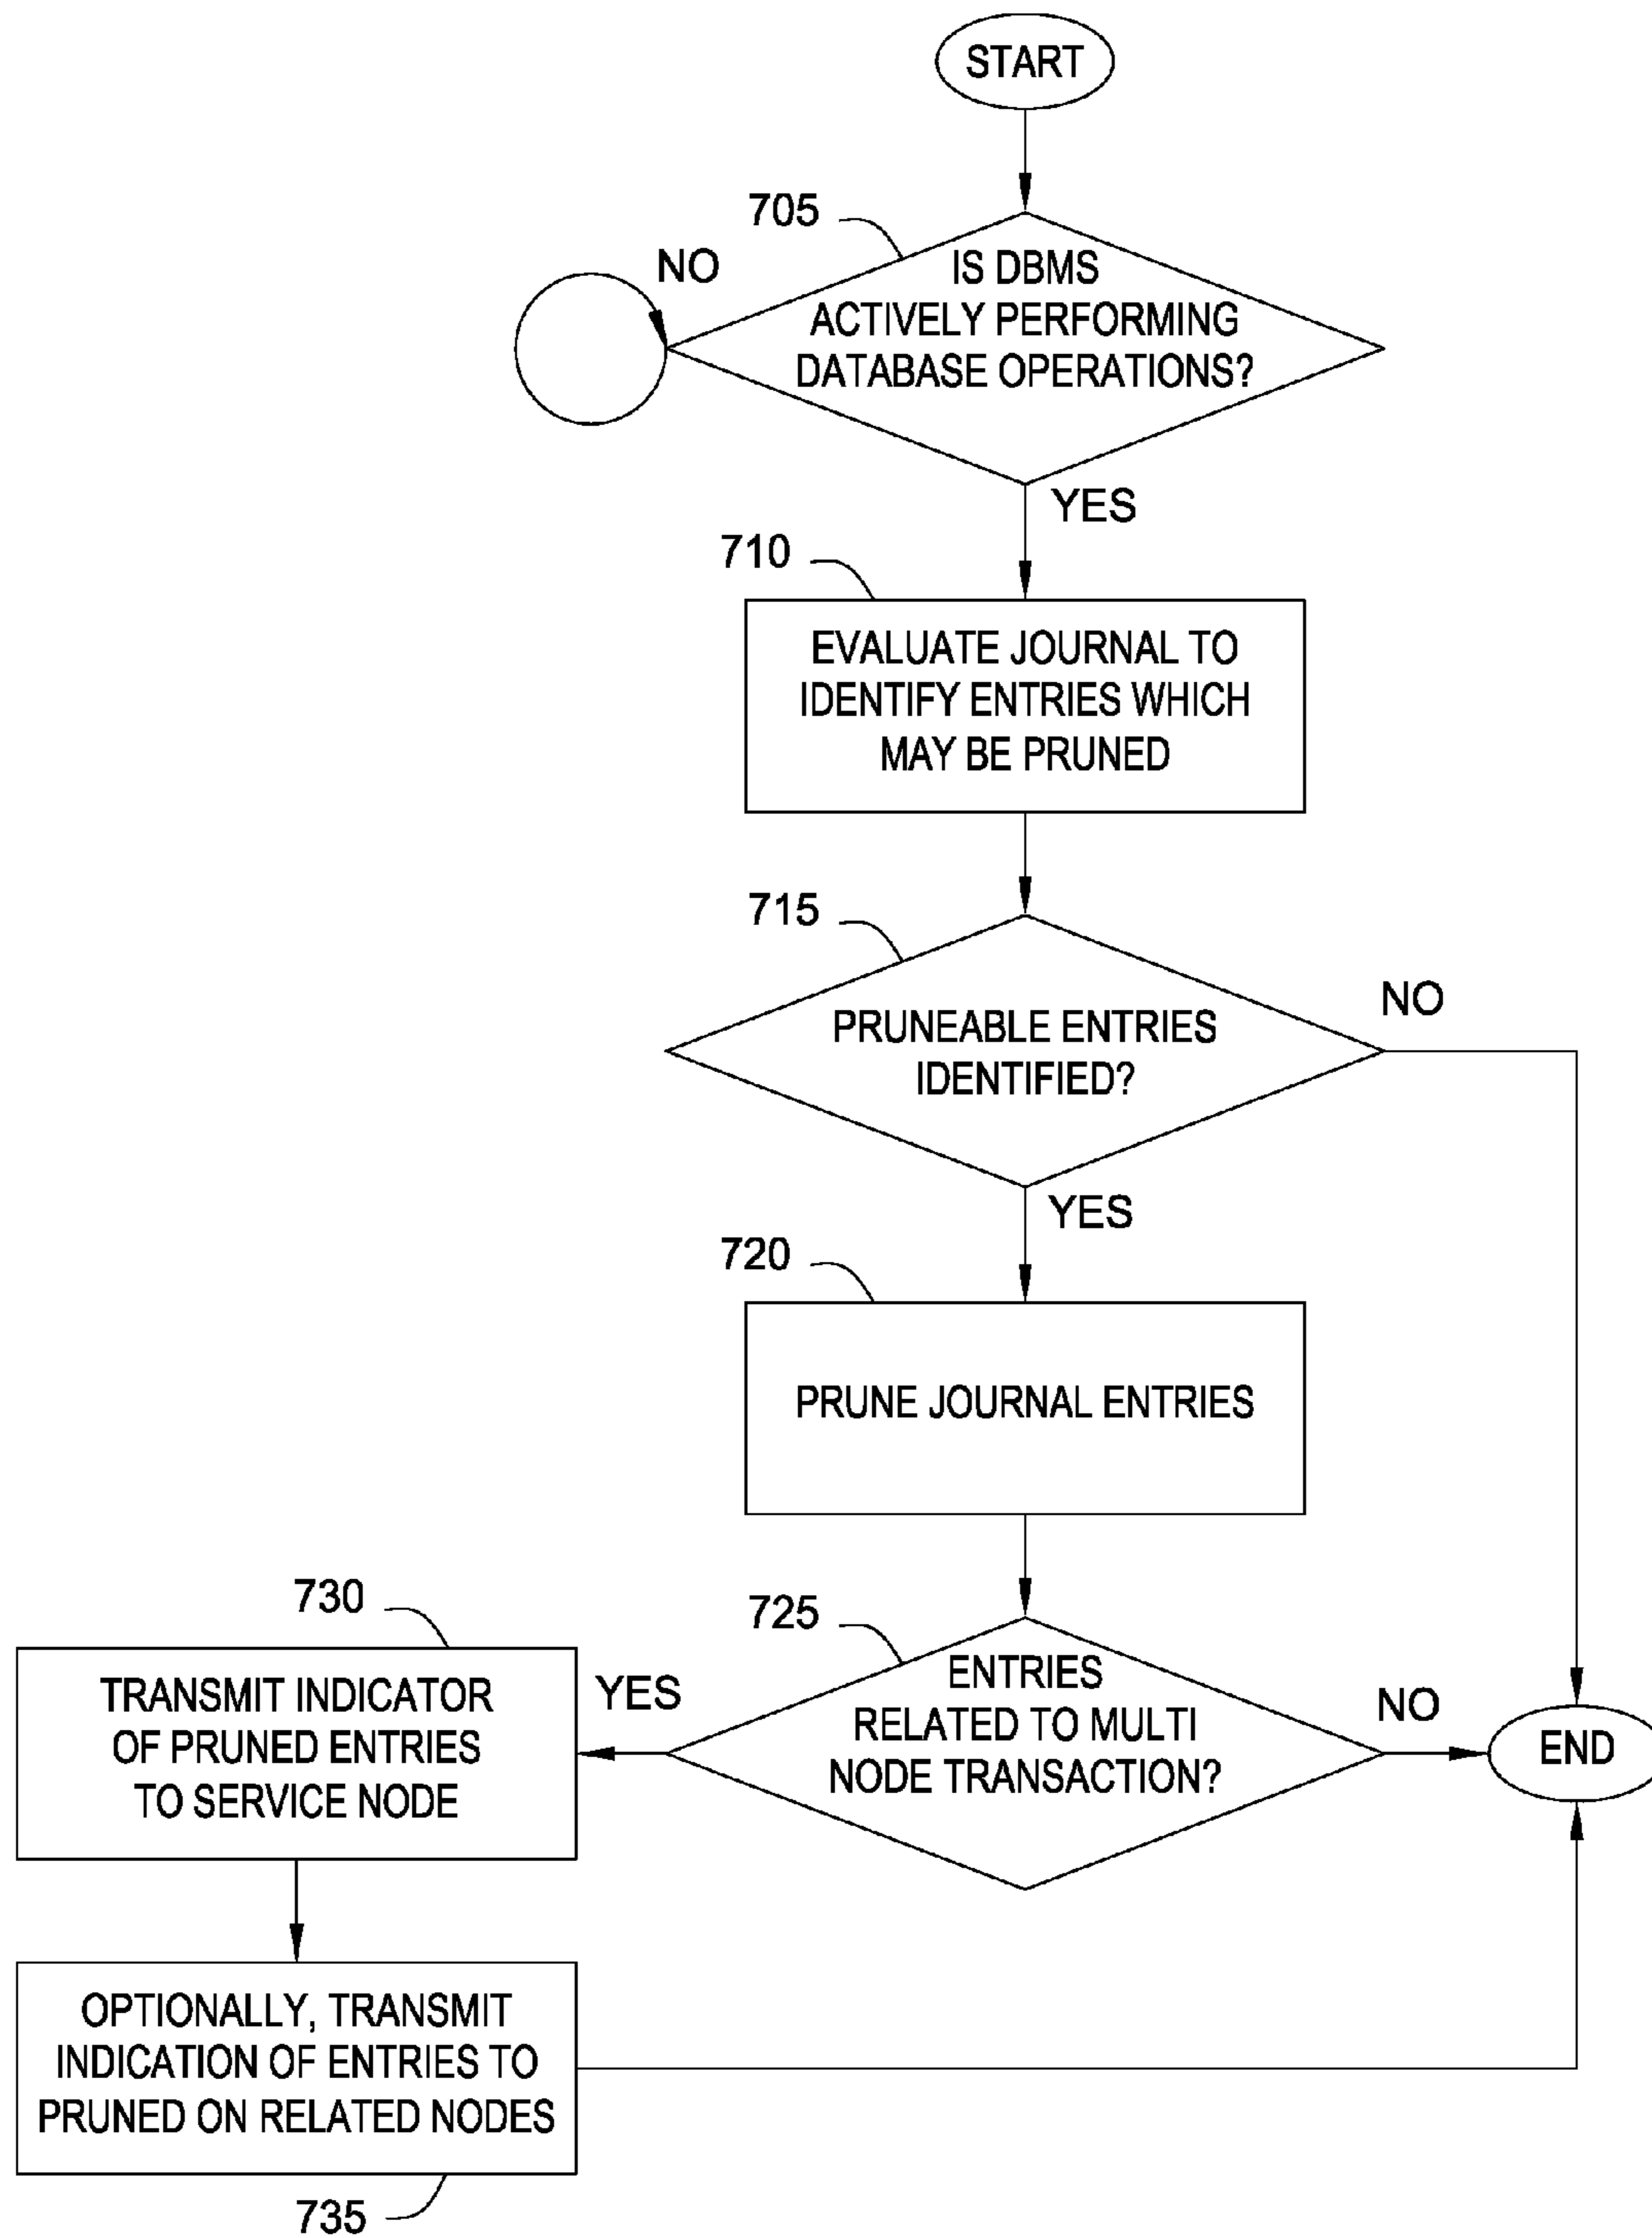 START
705
NO
IS DBMS
ACTIVELY PERFORMING
DATABASE OPERATIONS?
YES
710
EVALUATE JOURNAL TO
IDENTIFY ENTRIES WHICH
MAY BE PRUNED
715
NO
PRUNEABLE ENTRIES
IDENTIFIED?
YES
720
PRUNE JOURNAL ENTRIES
725
ENTRIES
RELATED TO MULTI
NODE TRANSACTION?
NO
END
YES
730
TRANSMIT INDICATOR
OF PRUNED ENTRIES
TO SERVICE NODE
OPTIONALLY, TRANSMIT
INDICATION OF ENTRIES TO
PRUNED ON RELATED NODES
735